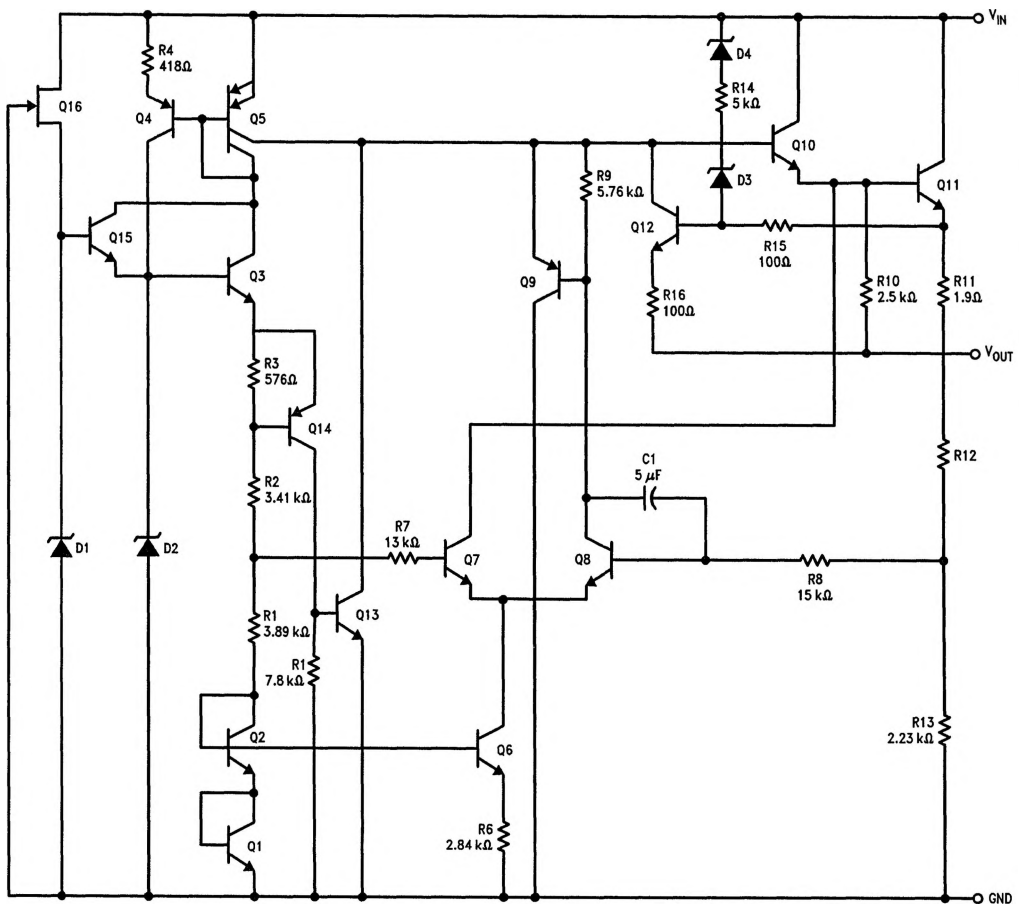 V_IN
R4
418Ω
D4
Q16
Q4
Q5
R14
5 kΩ
Q10
R9
5.76 kΩ
D3
Q11
Q12
Q15
R15
100Ω
Q3
Q9
R10
2.5 kΩ
R11
1.9Ω
R16
100Ω
V_OUT
R3
576Ω
Q14
R12
C1
5 µF
R2
3.41 kΩ
R7
13 kΩ
D1
D2
Q7
Q8
R8
15 kΩ
R1
3.89 kΩ
Q13
R1
7.8 kΩ
R13
2.23 kΩ
Q2
Q6
R6
2.84 kΩ
Q1
GND